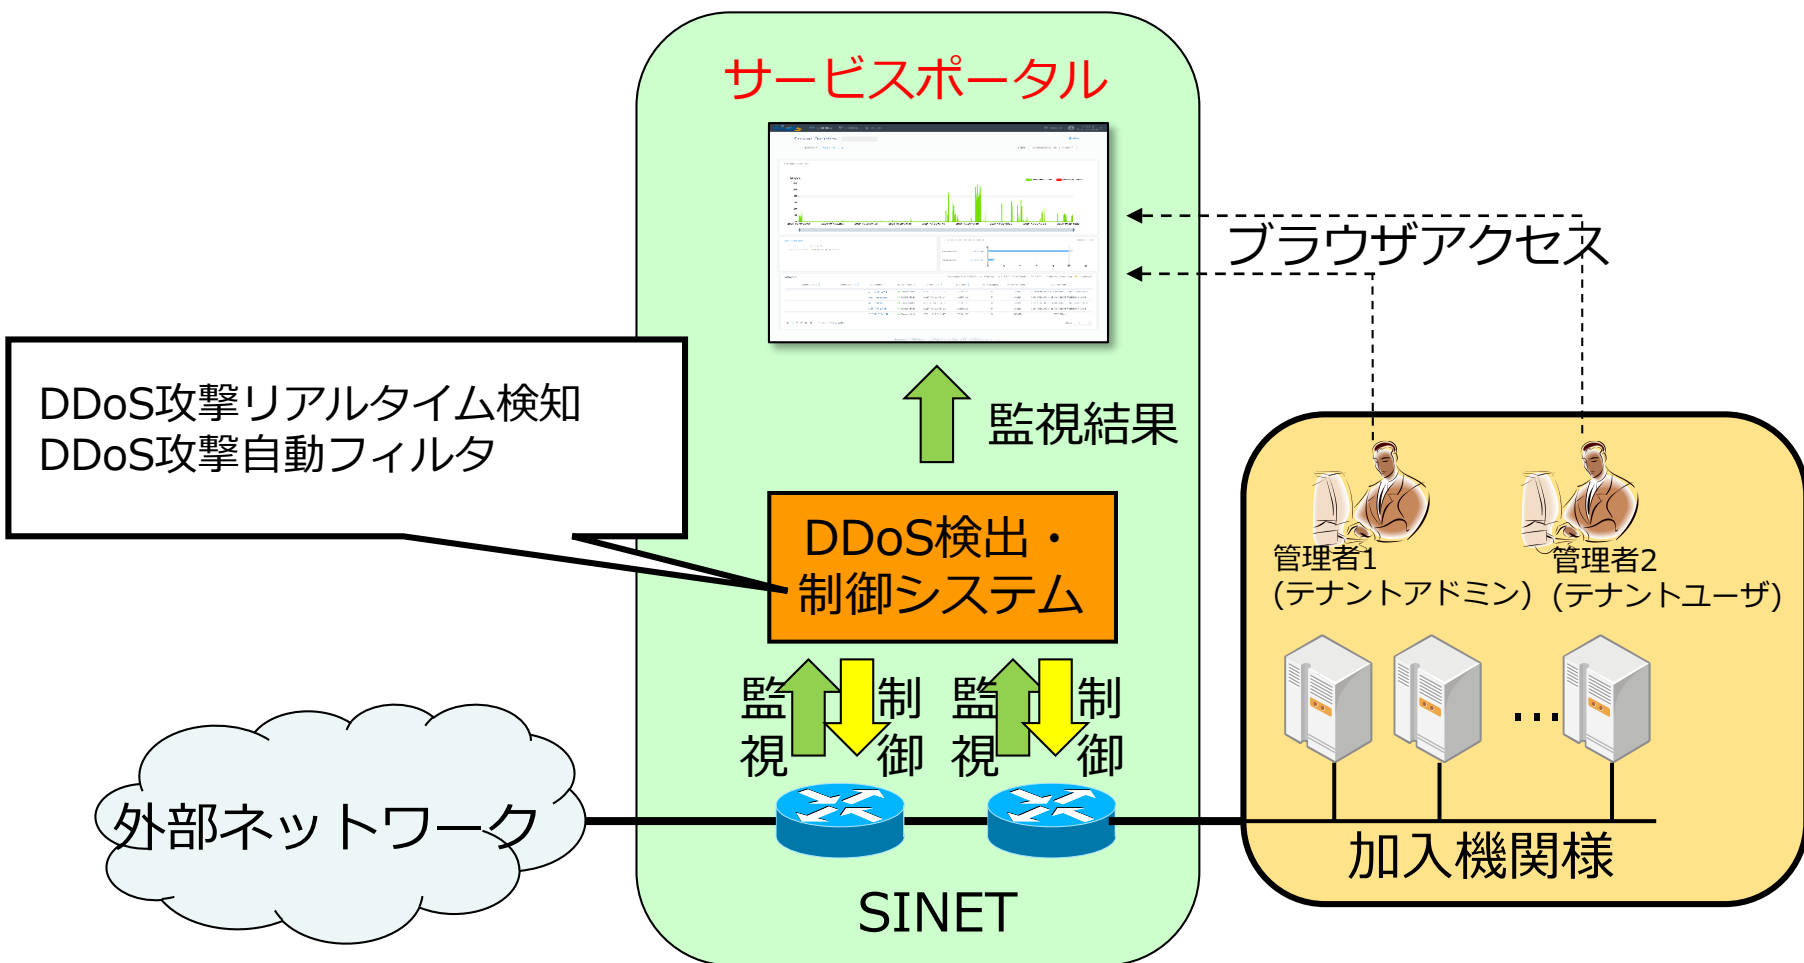 サービスポータル
ブラウザアクセス
DDoS攻撃リアルタイム検知
DDoS攻撃自動フィルタ
監視結果
DDoS検出・
制御システム
管理者1
(テナントアドミン)
管理者2
(テナントユーザ)
監視
制御
監視
制御
…
外部ネットワーク
加入機関様
SINET